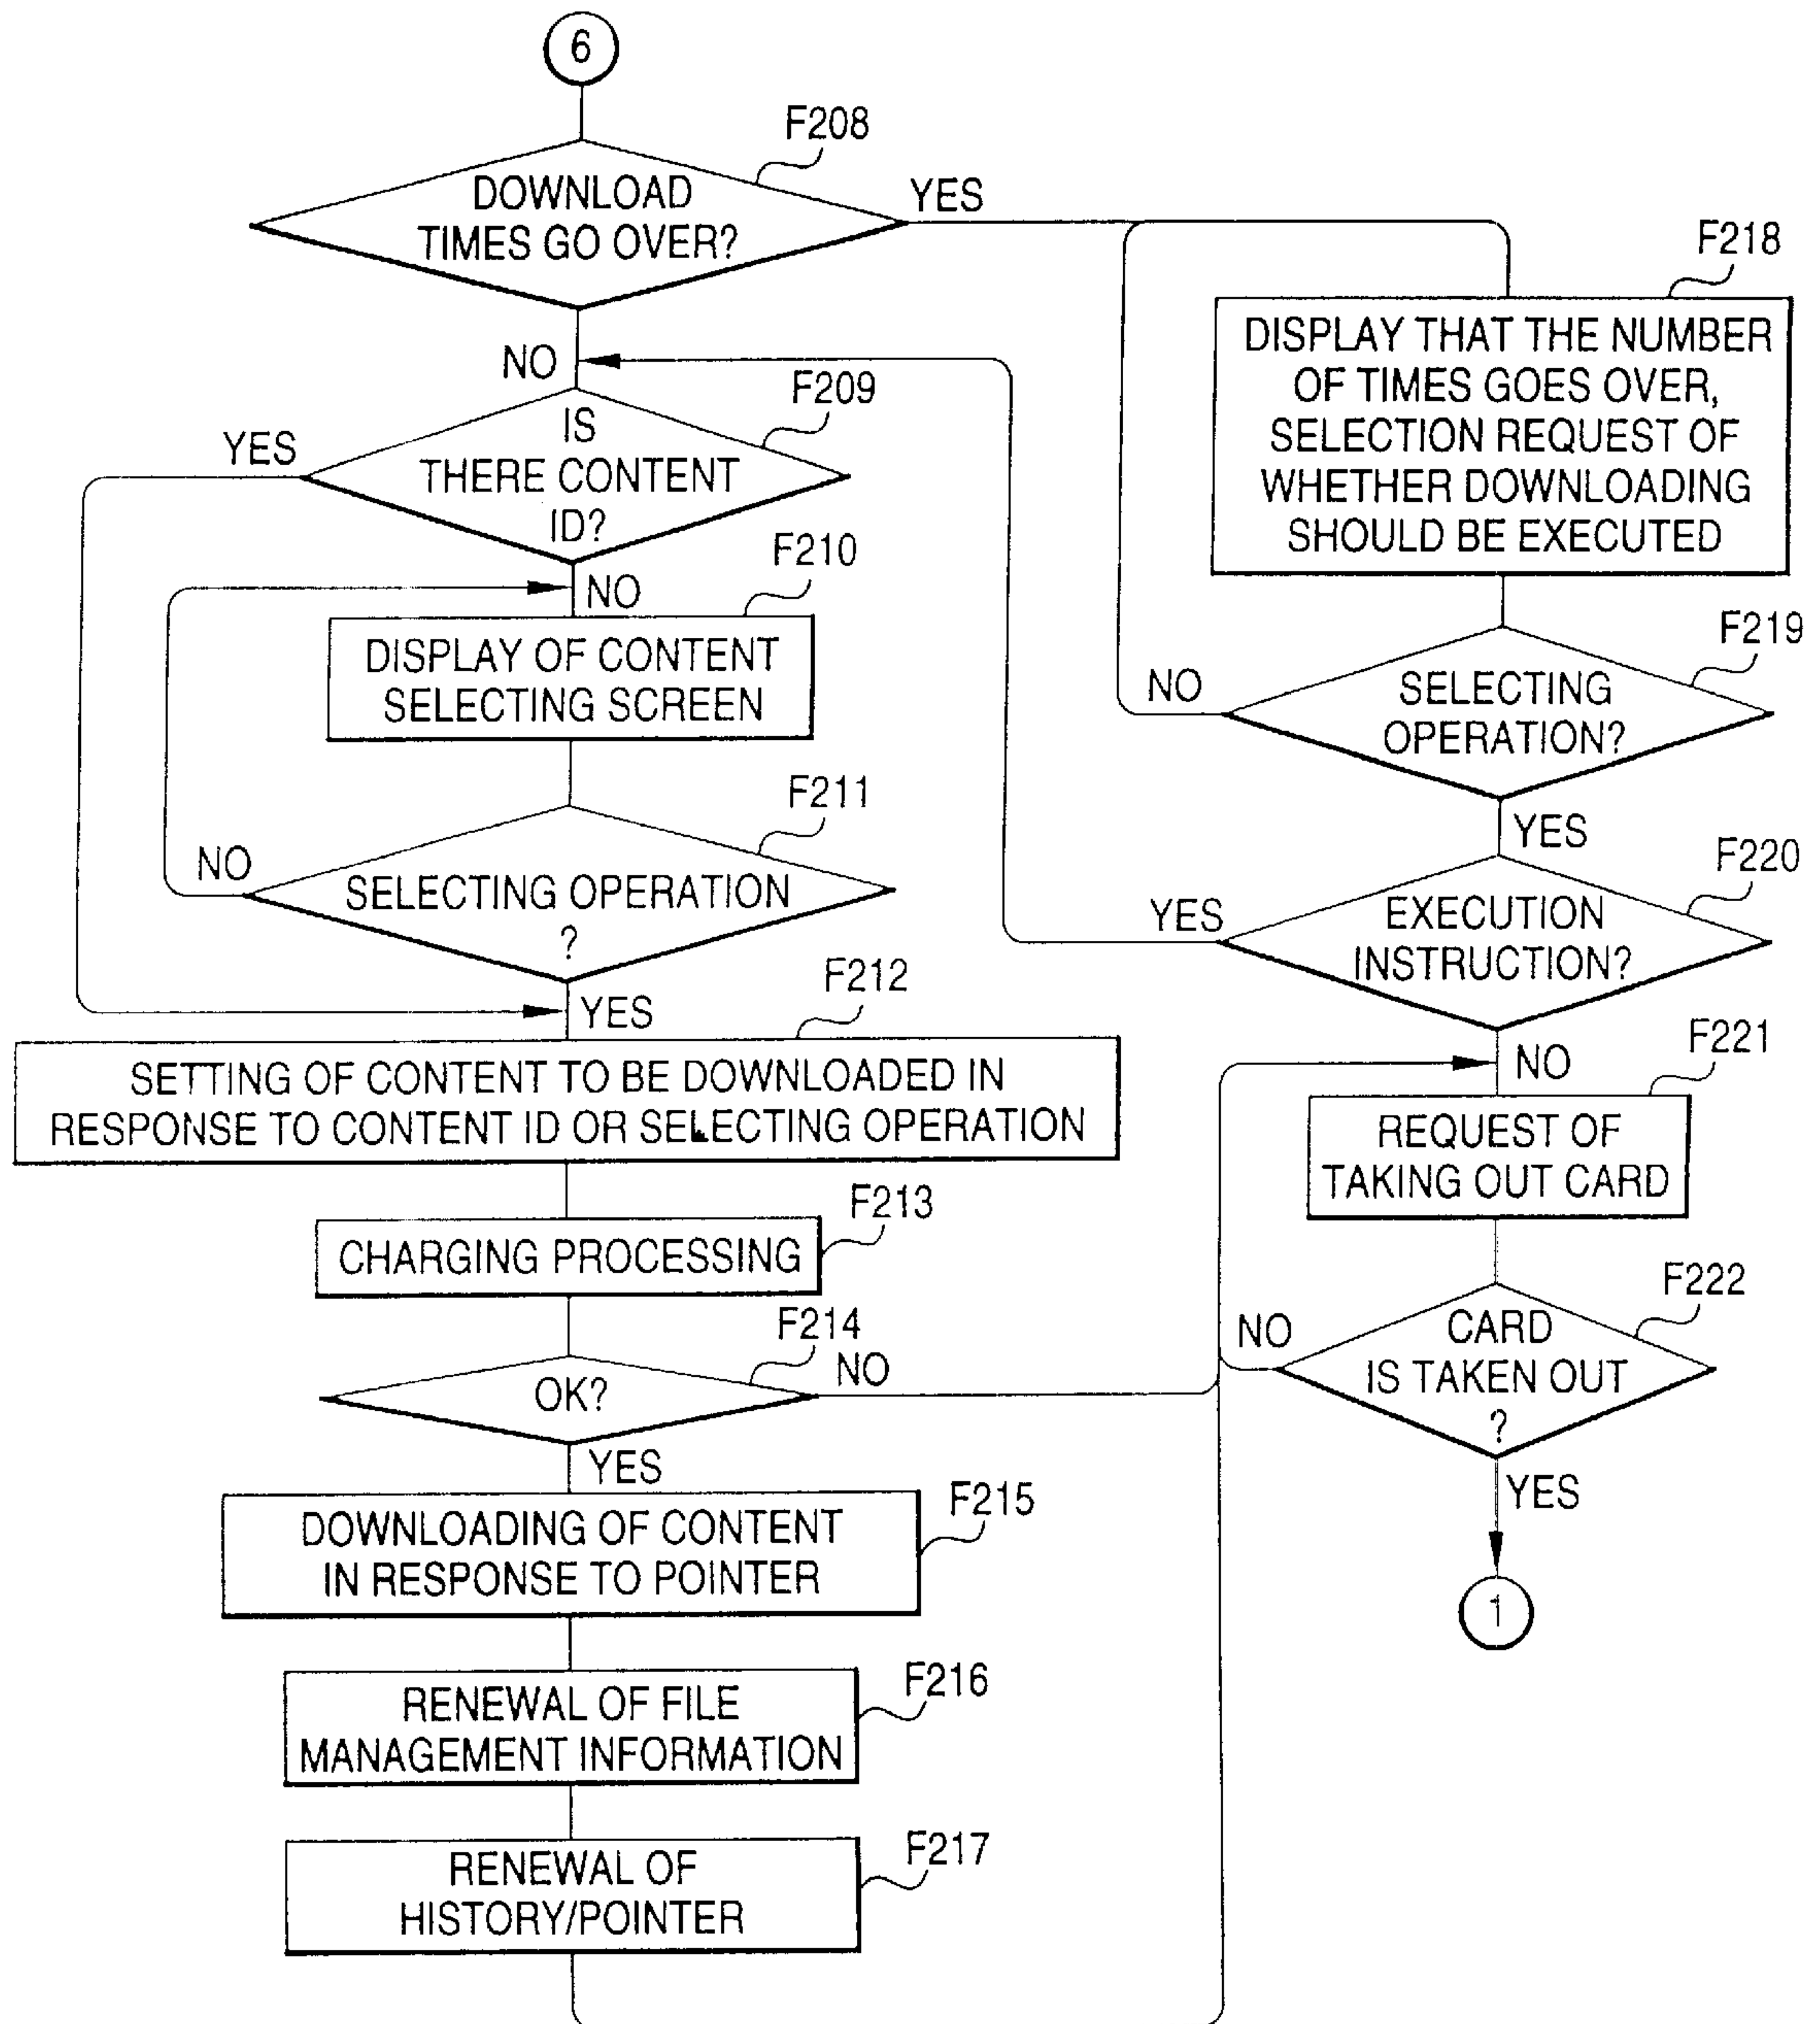 6
F208
DOWNLOAD
TIMES GO OVER?
YES
NO
F209
IS
THERE CONTENT
ID?
YES
NO
F210
DISPLAY OF CONTENT
SELECTING SCREEN
F211
SELECTING OPERATION
?
NO
YES
F212
SETTING OF CONTENT TO BE DOWNLOADED IN
RESPONSE TO CONTENT ID OR SELECTING OPERATION
F213
CHARGING PROCESSING
F214
OK?
NO
YES
F215
DOWNLOADING OF CONTENT
IN RESPONSE TO POINTER
F216
RENEWAL OF FILE
MANAGEMENT INFORMATION
F217
RENEWAL OF
HISTORY/POINTER
F218
DISPLAY THAT THE NUMBER
OF TIMES GOES OVER,
SELECTION REQUEST OF
WHETHER DOWNLOADING
SHOULD BE EXECUTED
F219
SELECTING
OPERATION?
NO
YES
F220
EXECUTION
INSTRUCTION?
YES
NO
F221
REQUEST OF
TAKING OUT CARD
F222
CARD
IS TAKEN OUT
?
NO
YES
1